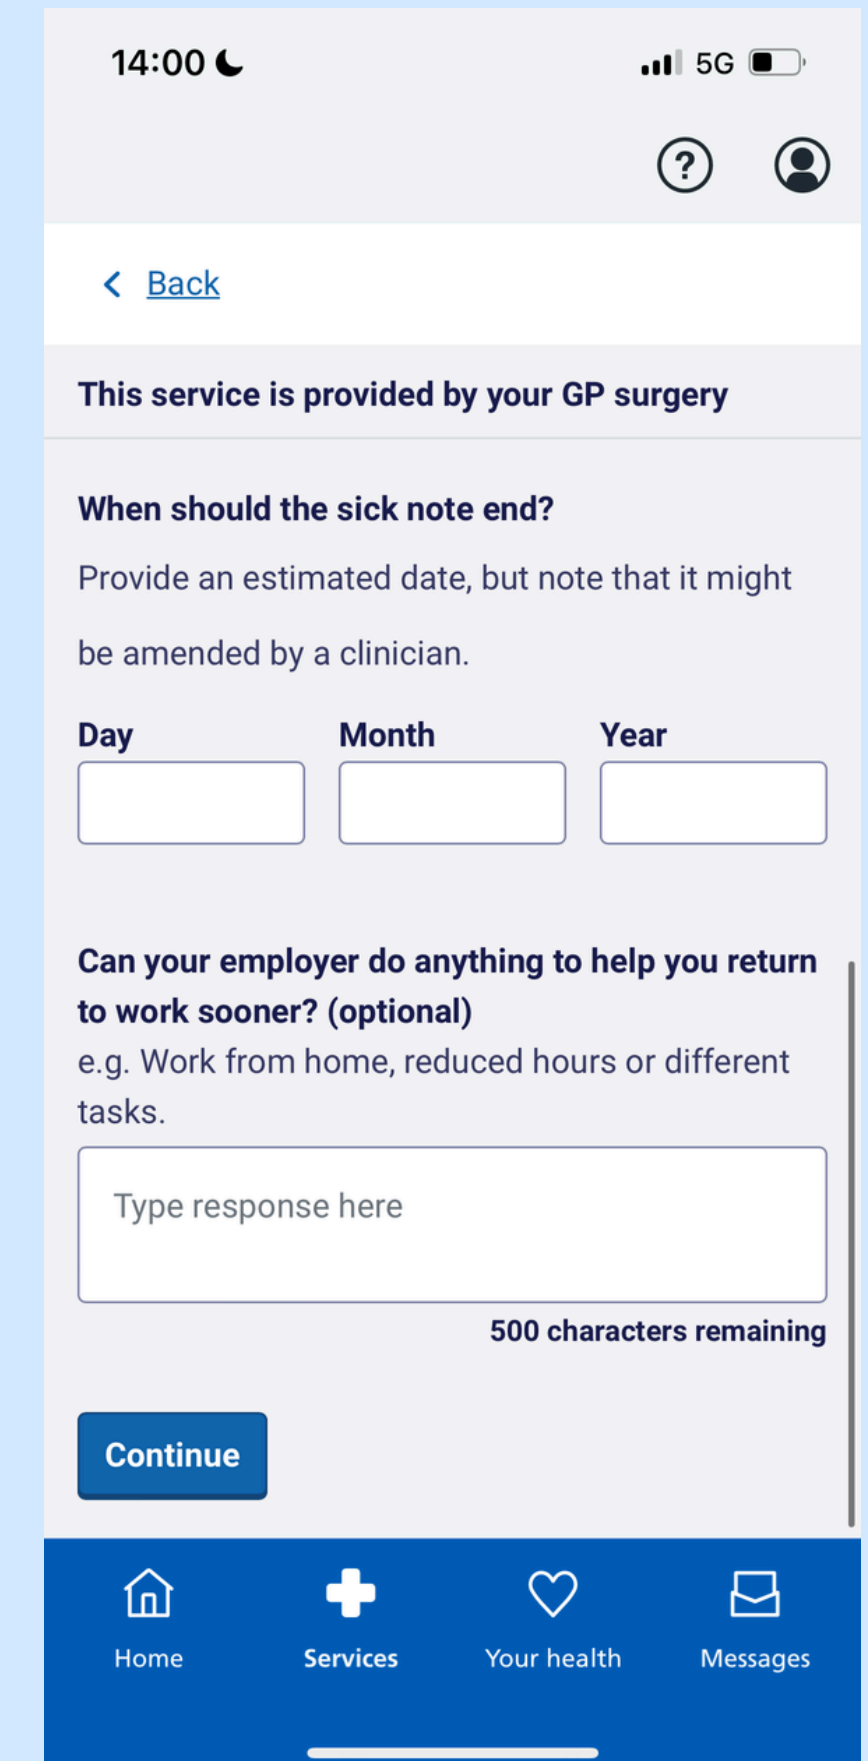 14:00
5G
?
Back
This service is provided by your GP surgery
When should the sick note end?
Provide an estimated date, but note that it might
be amended by a clinician.
Day Month Year
Can your employer do anything to help you return
to work sooner? (optional)
e.g. Work from home, reduced hours or different
tasks.
Type response here
500 characters remaining
Continue
Home Services Your health Messages